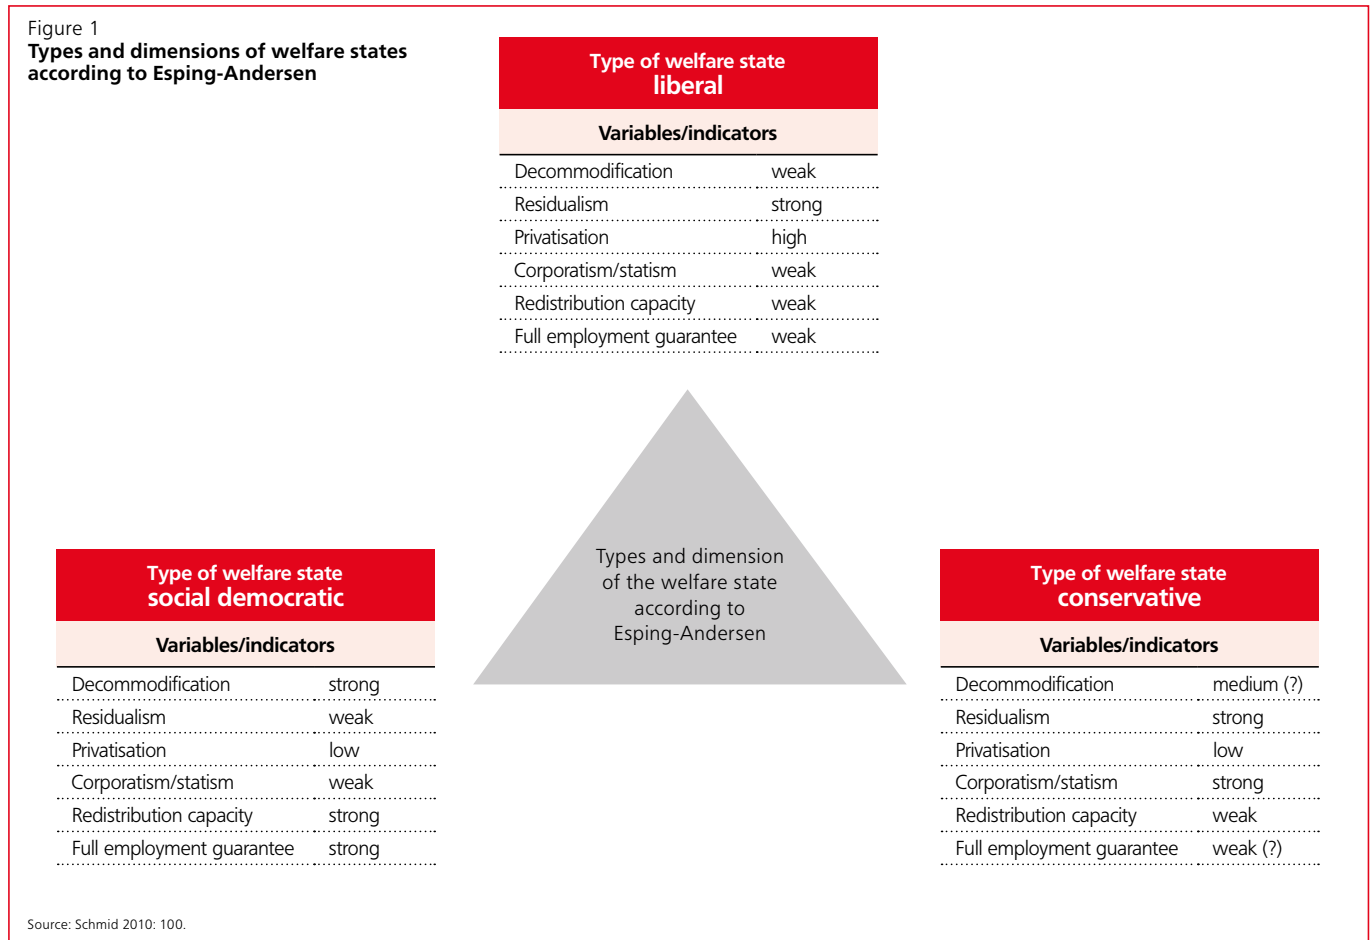 Figure 1
Types and dimensions of welfare states
according to Esping-Andersen
Type of welfare state
liberal
Variables/indicators
Decommodification weak
Residualism strong
Privatisation high
Corporatism/statism weak
Redistribution capacity weak
Full employment guarantee weak
Types and dimension
of the welfare state
according to
Esping-Andersen
Type of welfare state
social democratic
Variables/indicators
Decommodification strong
Residualism weak
Privatisation low
Corporatism/statism weak
Redistribution capacity strong
Full employment guarantee strong
Type of welfare state
conservative
Variables/indicators
Decommodification medium (?)
Residualism strong
Privatisation low
Corporatism/statism strong
Redistribution capacity weak
Full employment guarantee weak (?)
Source: Schmid 2010: 100.